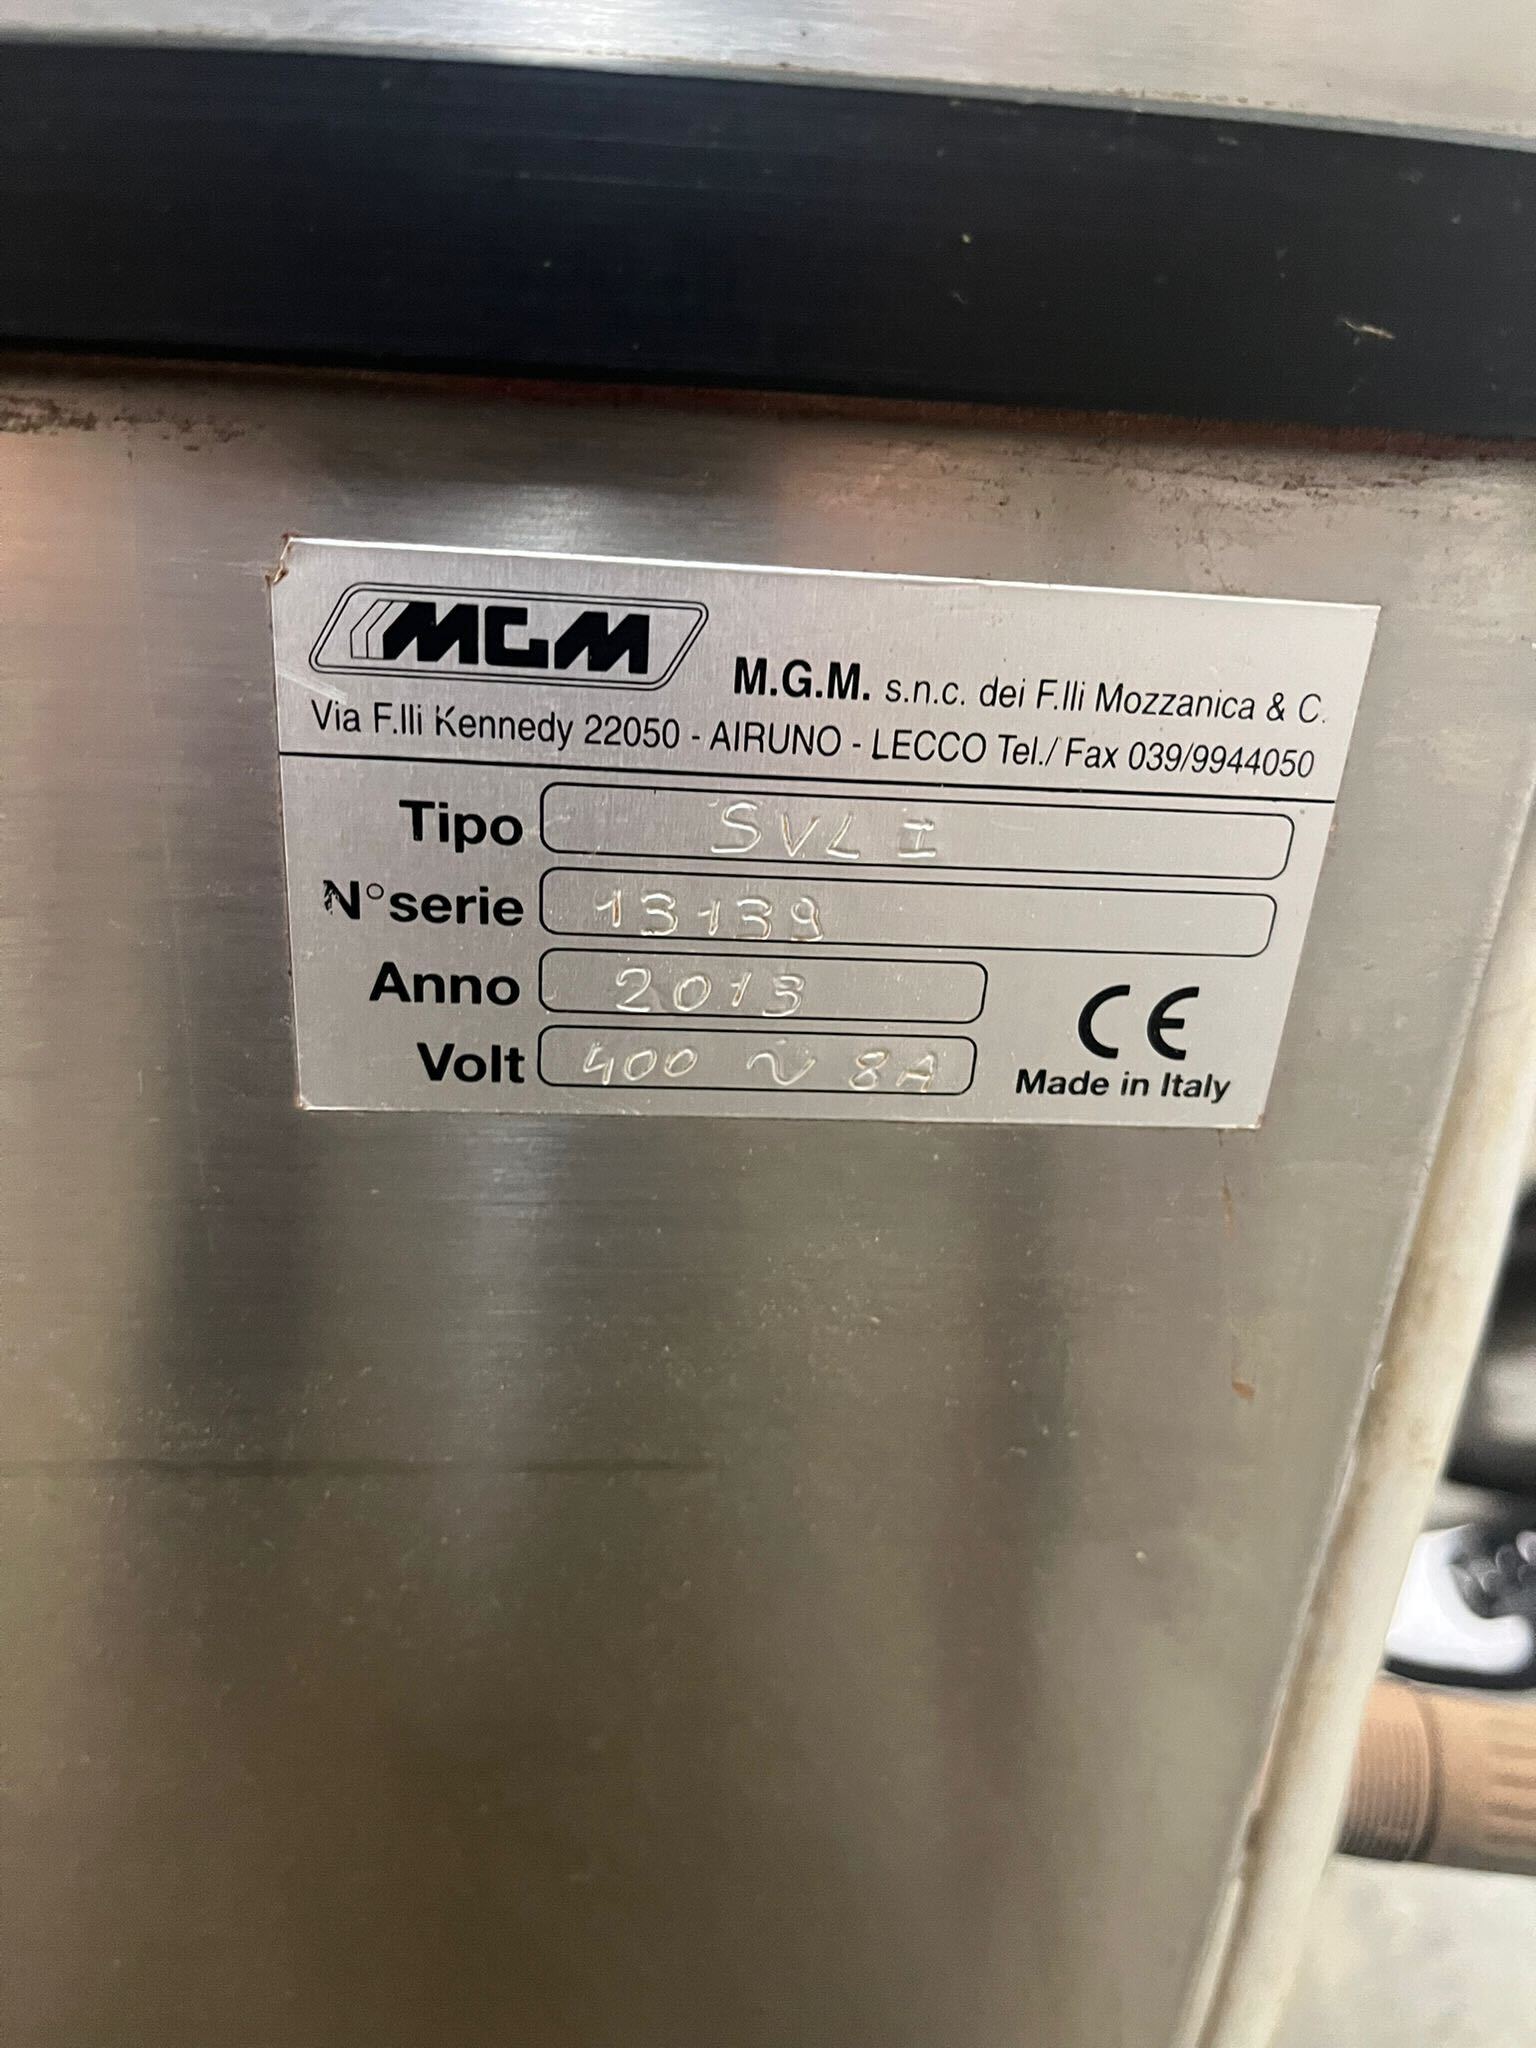 MGM
M.G.M. s.n.c. dei F.lli Mozzanica & C.
Via F.lli Kennedy 22050 - AIRUNO - LECCO Tel./ Fax 039/9944050
Tipo SVL I
N°serie 13139
Anno 2013
Volt 400 ~ 8A
CE
Made in Italy